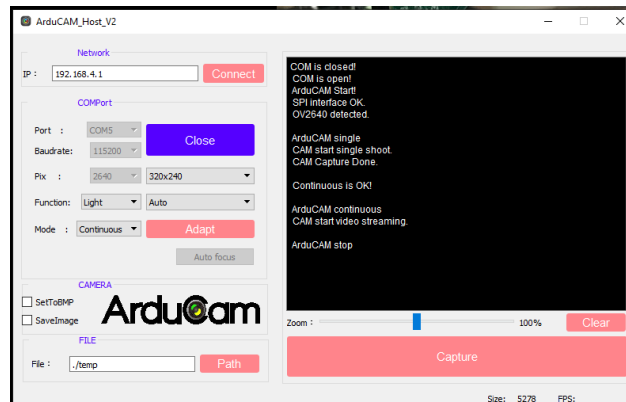 ArduCAM_Host_V2
Network
IP : 192.168.4.1 Connect
COMPort
Port : COM5 Close
Baudrate: 115200
Pix : 2640 320x240
Function: Light Auto
Mode : Continuous Adapt
Auto focus
CAMERA
SetToBMP
SaveImage
ArduCam
FILE
File : ./temp Path
COM is closed!
COM is open!
ArduCAM Start!
SPI interface OK.
OV2640 detected.
ArduCAM single
CAM start single shoot.
CAM Capture Done.
Continuous is OK!
ArduCAM continuous
CAM start video streaming.
ArduCAM stop
Zoom : 100% Clear
Capture
Size: 5278 FPS: